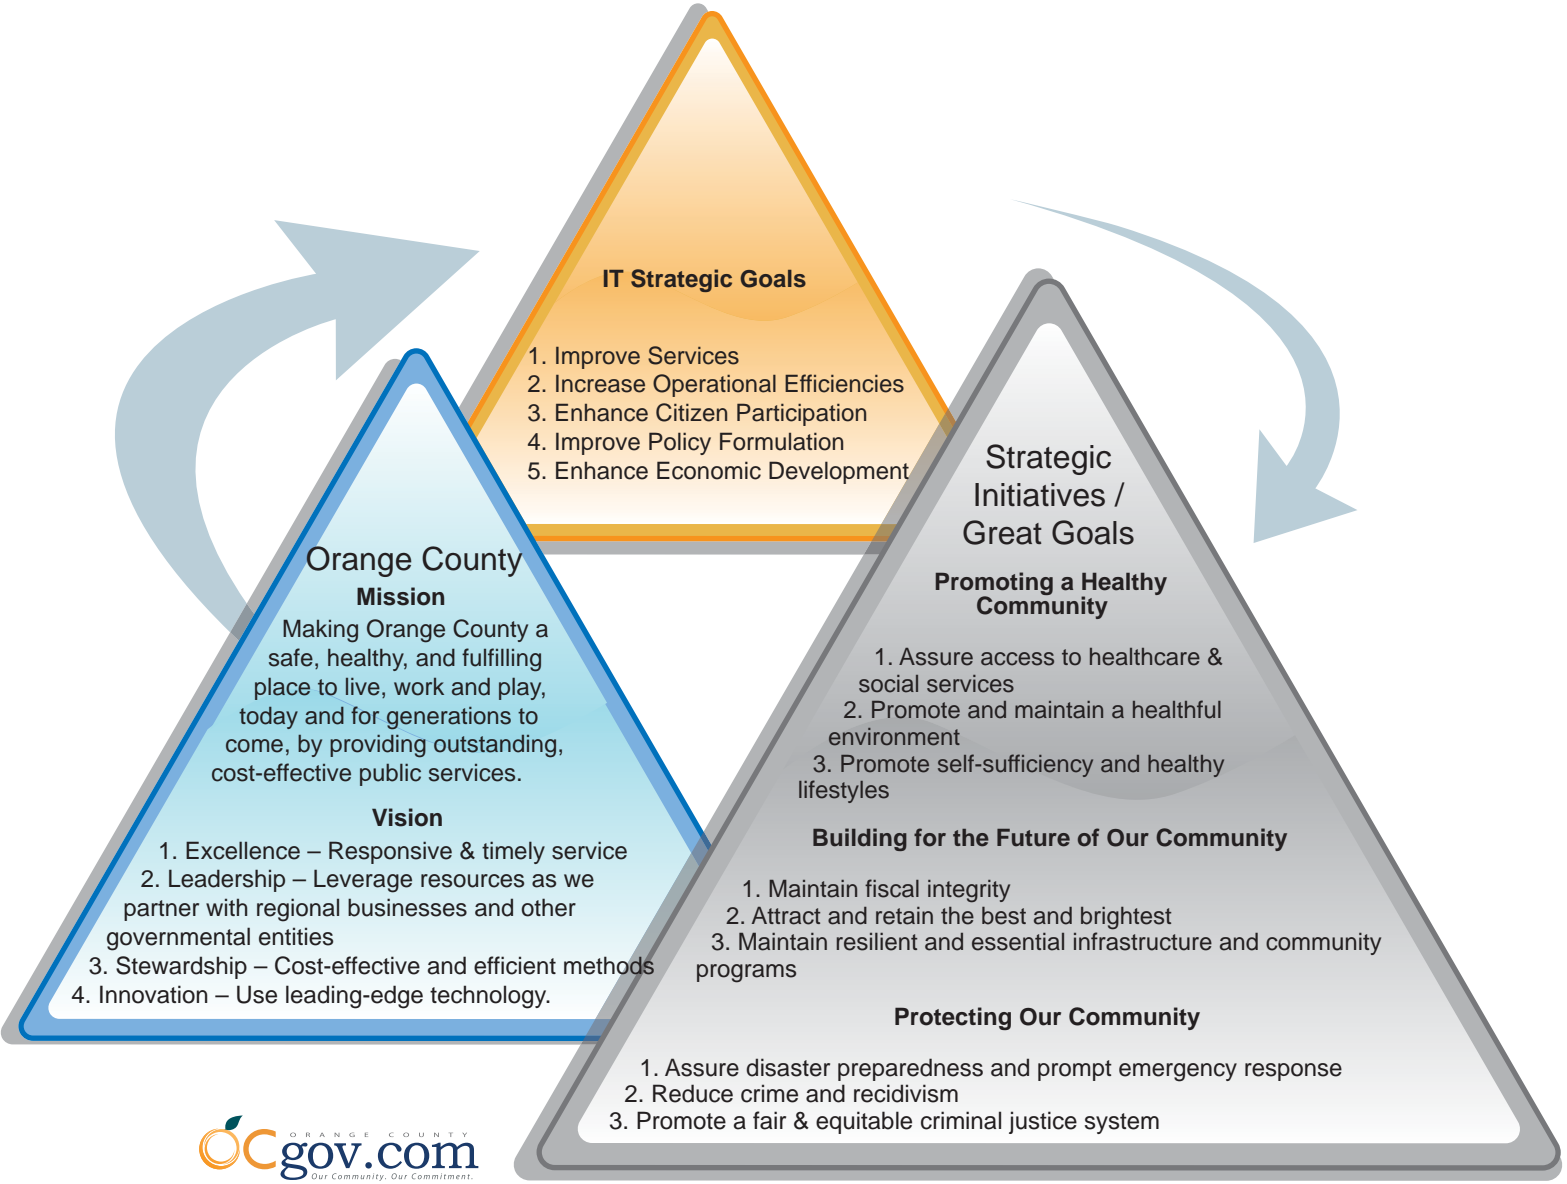 IT Strategic Goals
1. Improve Services
2. Increase Operational Efficiencies
3. Enhance Citizen Participation
4. Improve Policy Formulation
5. Enhance Economic Development
Orange County
Mission
Making Orange County a
safe, healthy, and fulfilling
place to live, work and play,
today and for generations to
come, by providing outstanding,
cost-effective public services.
Vision
1. Excellence – Responsive & timely service
2. Leadership – Leverage resources as we
partner with regional businesses and other
governmental entities
3. Stewardship – Cost-effective and efficient methods
4. Innovation – Use leading-edge technology.
Strategic
Initiatives /
Great Goals
Promoting a Healthy
Community
1. Assure access to healthcare &
social services
2. Promote and maintain a healthful
environment
3. Promote self-sufficiency and healthy
lifestyles
Building for the Future of Our Community
1. Maintain fiscal integrity
2. Attract and retain the best and brightest
3. Maintain resilient and essential infrastructure and community
programs
Protecting Our Community
1. Assure disaster preparedness and prompt emergency response
2. Reduce crime and recidivism
3. Promote a fair & equitable criminal justice system
ORANGE COUNTY
OCgov.com
Our Community. Our Commitment.